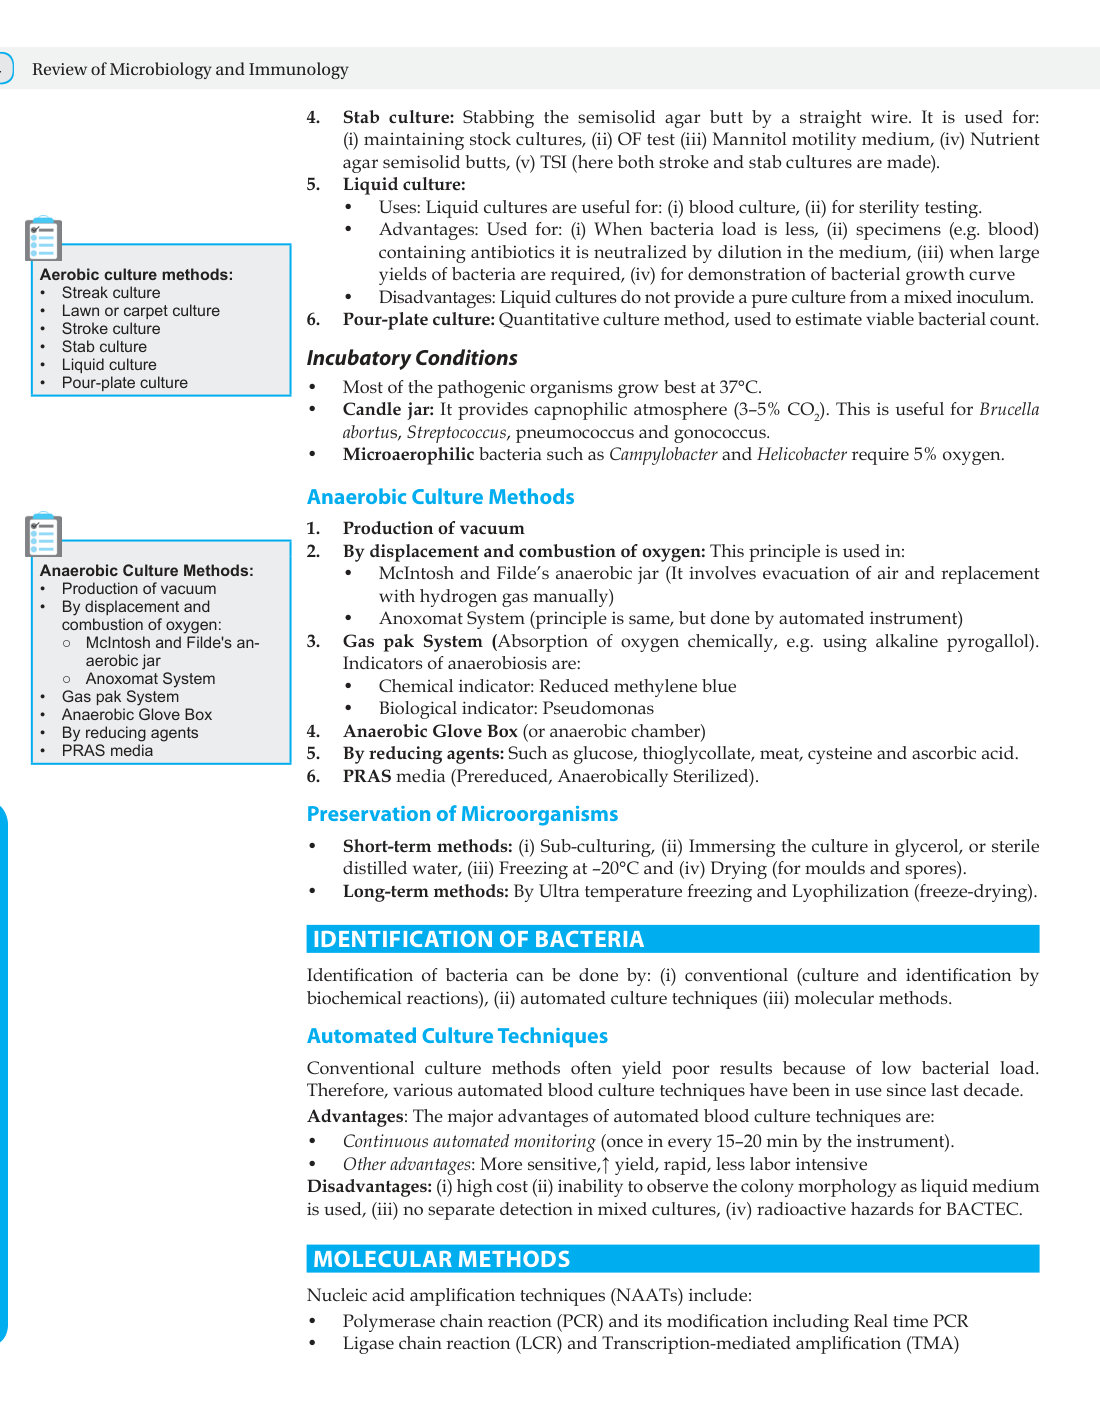 Review of Microbiology and Immunology
4. Stab culture: Stabbing the semisolid agar butt by a straight wire. It is used for:
(i) maintaining stock cultures, (ii) OF test (iii) Mannitol motility medium, (iv) Nutrient
agar semisolid butts, (v) TSI (here both stroke and stab cultures are made).
5. Liquid culture:
• Uses: Liquid cultures are useful for: (i) blood culture, (ii) for sterility testing.
• Advantages: Used for: (i) When bacteria load is less, (ii) specimens (e.g. blood)
containing antibiotics it is neutralized by dilution in the medium, (iii) when large
yields of bacteria are required, (iv) for demonstration of bacterial growth curve
• Disadvantages: Liquid cultures do not provide a pure culture from a mixed inoculum.
6. Pour-plate culture: Quantitative culture method, used to estimate viable bacterial count.
Aerobic culture methods:
• Streak culture
• Lawn or carpet culture
• Stroke culture
• Stab culture
• Liquid culture
• Pour-plate culture
Incubatory Conditions
• Most of the pathogenic organisms grow best at 37°C.
• Candle jar: It provides capnophilic atmosphere (3–5% CO2). This is useful for Brucella
abortus, Streptococcus, pneumococcus and gonococcus.
• Microaerophilic bacteria such as Campylobacter and Helicobacter require 5% oxygen.
Anaerobic Culture Methods
1. Production of vacuum
2. By displacement and combustion of oxygen: This principle is used in:
• McIntosh and Filde's anaerobic jar (It involves evacuation of air and replacement
with hydrogen gas manually)
• Anoxomat System (principle is same, but done by automated instrument)
3. Gas pak System (Absorption of oxygen chemically, e.g. using alkaline pyrogallol).
Indicators of anaerobiosis are:
• Chemical indicator: Reduced methylene blue
• Biological indicator: Pseudomonas
4. Anaerobic Glove Box (or anaerobic chamber)
5. By reducing agents: Such as glucose, thioglycollate, meat, cysteine and ascorbic acid.
6. PRAS media (Prereduced, Anaerobically Sterilized).
Anaerobic Culture Methods:
• Production of vacuum
• By displacement and
combustion of oxygen:
○ McIntosh and Filde's an-
aerobic jar
○ Anoxomat System
• Gas pak System
• Anaerobic Glove Box
• By reducing agents
• PRAS media
Preservation of Microorganisms
• Short-term methods: (i) Sub-culturing, (ii) Immersing the culture in glycerol, or sterile
distilled water, (iii) Freezing at –20°C and (iv) Drying (for moulds and spores).
• Long-term methods: By Ultra temperature freezing and Lyophilization (freeze-drying).
IDENTIFICATION OF BACTERIA
Identification of bacteria can be done by: (i) conventional (culture and identification by
biochemical reactions), (ii) automated culture techniques (iii) molecular methods.
Automated Culture Techniques
Conventional culture methods often yield poor results because of low bacterial load.
Therefore, various automated blood culture techniques have been in use since last decade.
Advantages: The major advantages of automated blood culture techniques are:
• Continuous automated monitoring (once in every 15–20 min by the instrument).
• Other advantages: More sensitive,↑ yield, rapid, less labor intensive
Disadvantages: (i) high cost (ii) inability to observe the colony morphology as liquid medium
is used, (iii) no separate detection in mixed cultures, (iv) radioactive hazards for BACTEC.
MOLECULAR METHODS
Nucleic acid amplification techniques (NAATs) include:
• Polymerase chain reaction (PCR) and its modification including Real time PCR
• Ligase chain reaction (LCR) and Transcription-mediated amplification (TMA)